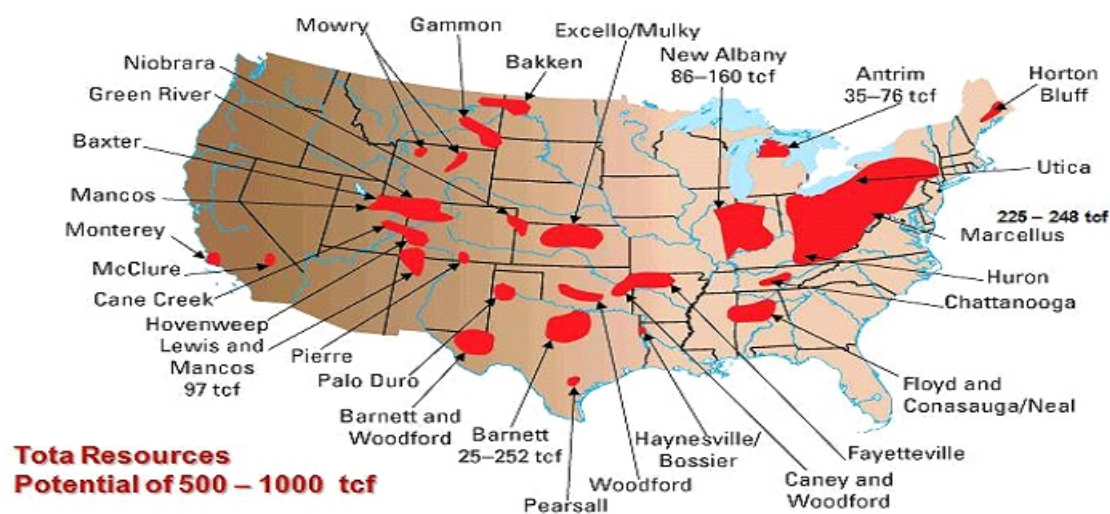 Mowry
Gammon
Excello/Mulky
Niobrara
Bakken
New Albany
86–160 tcf
Antrim
35–76 tcf
Horton
Bluff
Green River
Baxter
Utica
Mancos
225 – 248 tcf
Monterey
Marcellus
McClure
Huron
Cane Creek
Chattanooga
Hovenweep
Lewis and
Mancos
97 tcf
Pierre
Palo Duro
Floyd and
Conasauga/Neal
Barnett and
Woodford
Barnett
25–252 tcf
Haynesville/
Bossier
Fayetteville
Tota Resources
Potential of 500 – 1000 tcf
Woodford
Caney and
Woodford
Pearsall